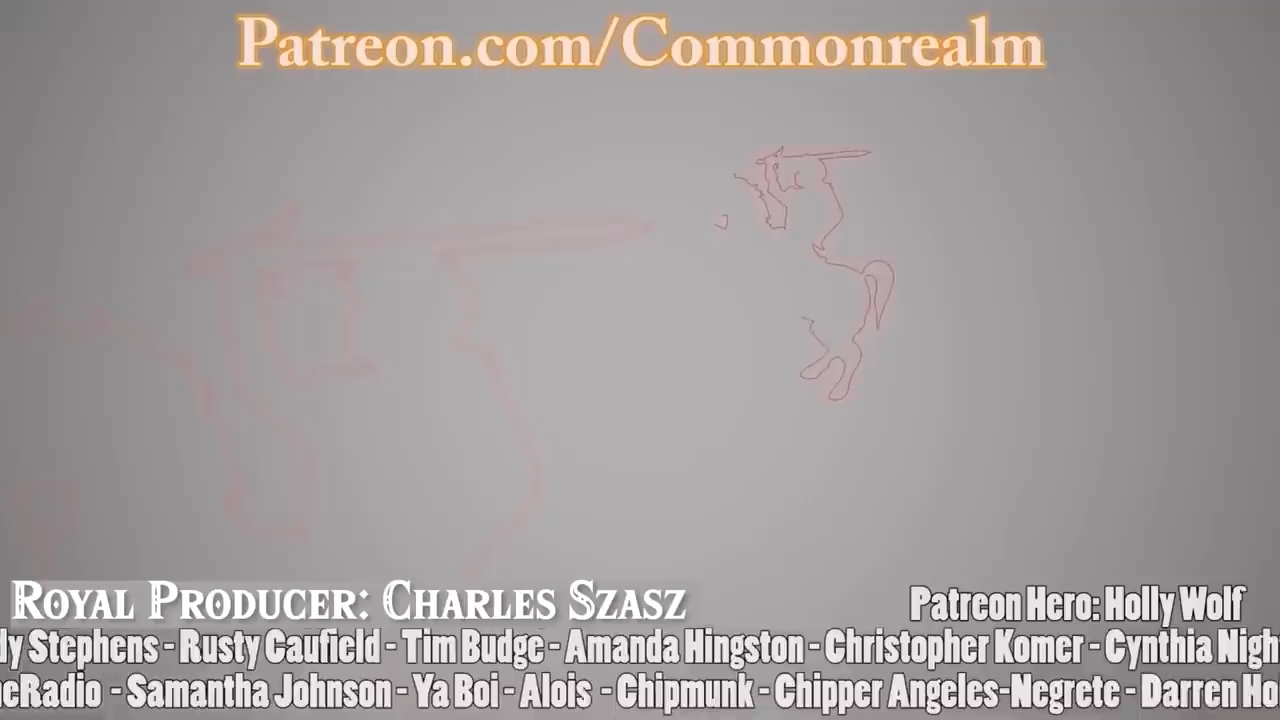 Patreon.com/Commonrealm
Royal Producer: Charles Szasz
Patreon Hero: Holly Wolf
Stephens - Rusty Caufield - Tim Budge - Amanda Hingston - Christopher Komer - Cynthia
- Samantha Johnson - Ya Boi - Alois - Chipmunk - Chipper Angeles-Negrete - Darren